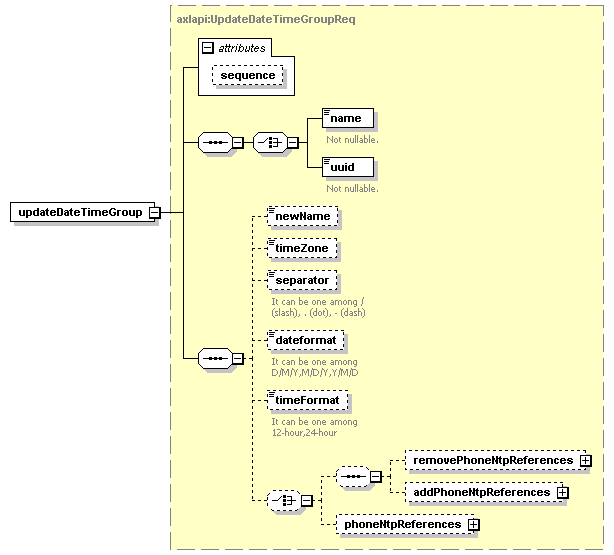 axlapi:UpdateDateTimeGroupReq
attributes
sequence
name
Not nullable.
uuid
Not nullable.
updateDateTimeGroup
newName
timeZone
separator
It can be one among /
(slash), . (dot), - (dash)
dateformat
It can be one among
D/M/Y,M/D/Y,Y/M/D
timeFormat
It can be one among
12-hour,24-hour
removePhoneNtpReferences
addPhoneNtpReferences
phoneNtpReferences